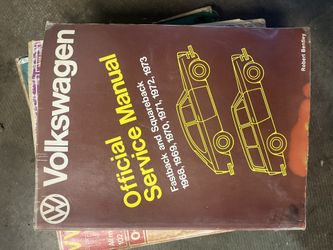 Volkswagen
Official
Service Manual
Fastback and Squareback
1968, 1969, 1970, 1971, 1972, 1973
Robert Bentley